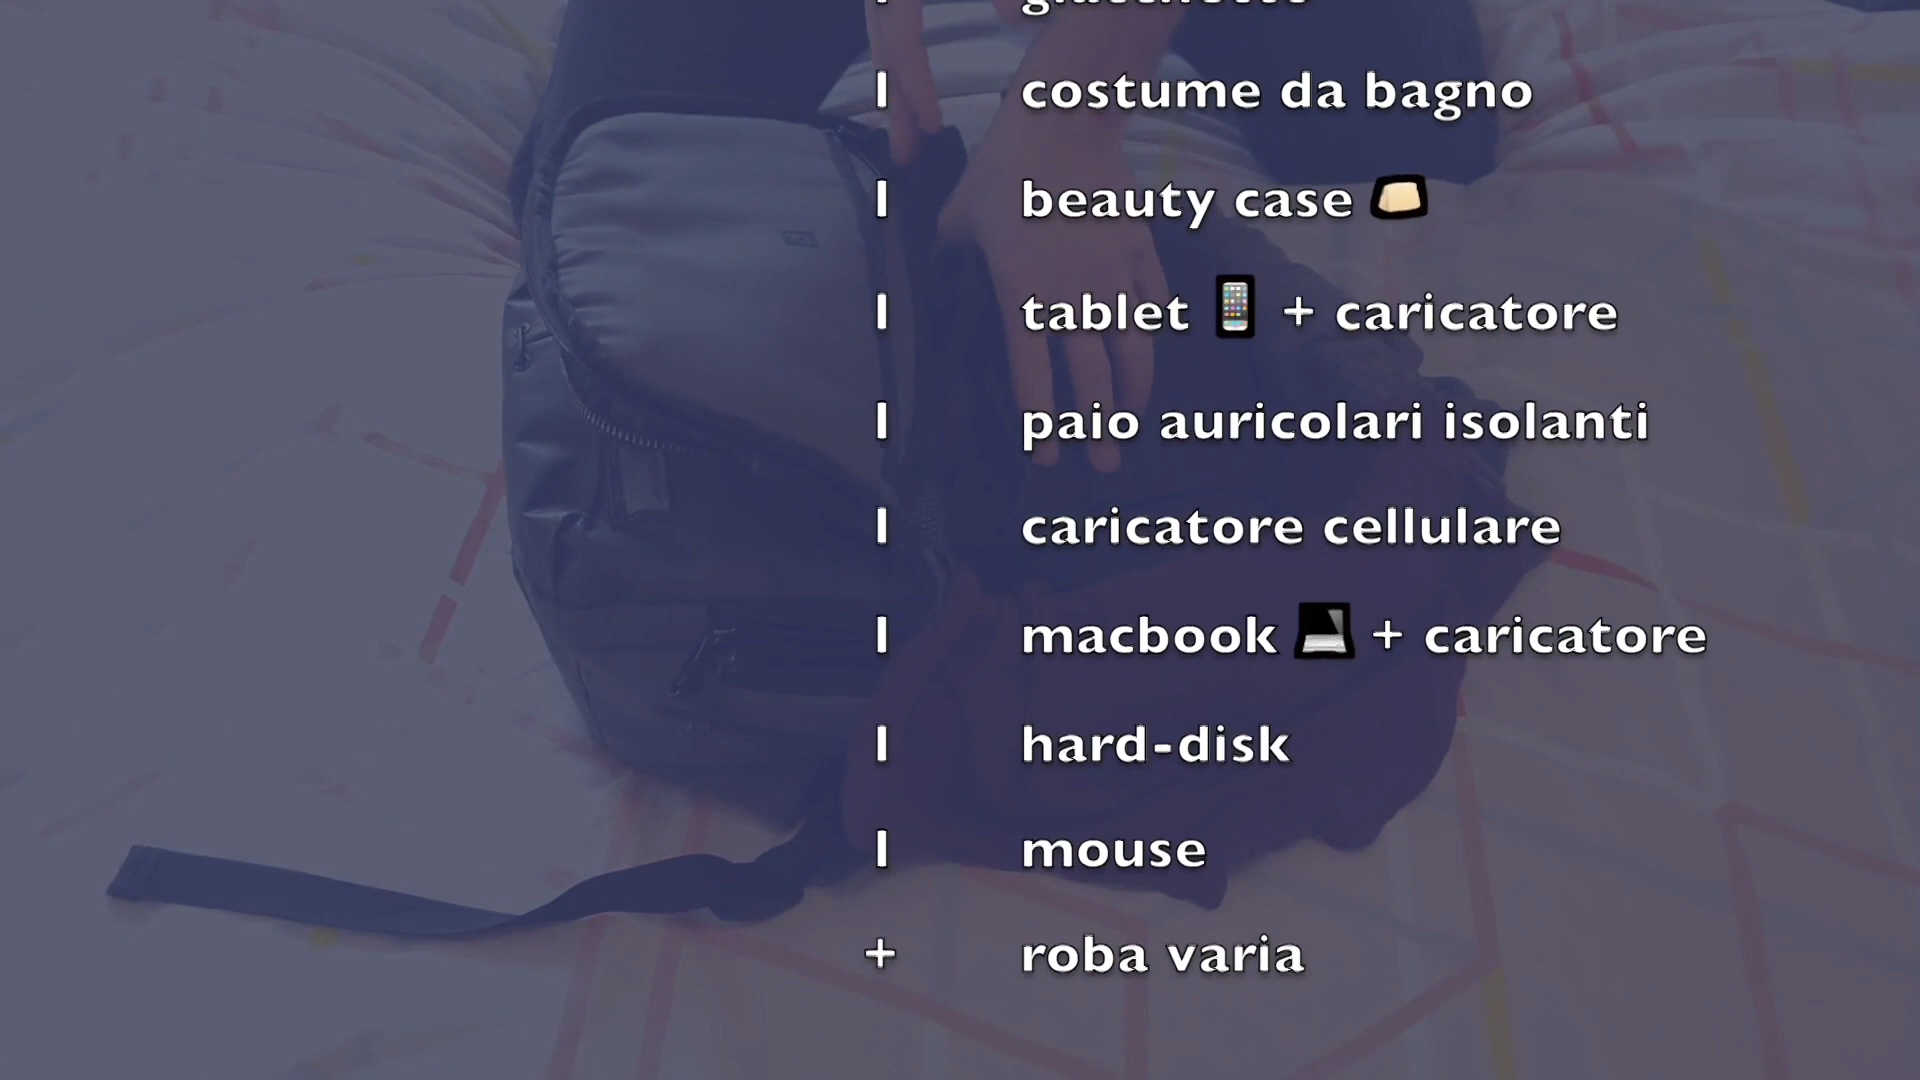 1 costume da bagno
1 beauty case
1 tablet 📱 + caricatore
1 paio auricolari isolanti
1 caricatore cellulare
1 macbook 💻 + caricatore
1 hard-disk
1 mouse
+ roba varia